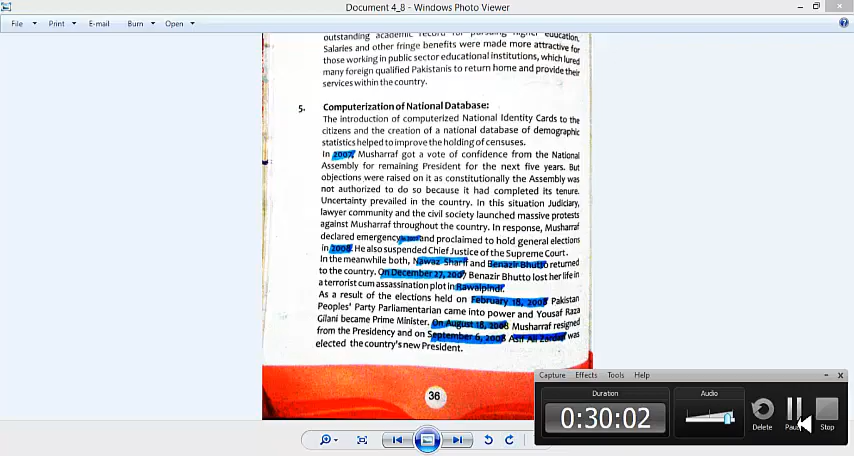 Document 4_8 - Windows Photo Viewer
File Print E-mail Burn Open
outstanding academic record for pursuing higher education.
Salaries and other fringe benefits were made more attractive for
those working in public sector educational institutions, which lured
many foreign qualified Pakistanis to return home and provide their
services within the country.
5. Computerization of National Database:
The introduction of computerized National Identity Cards to the
citizens and the creation of a national database of demographic
statistics helped to improve the holding of censuses.
In 2007, Musharraf got a vote of confidence from the National
Assembly for remaining President for the next five years. But
objections were raised on it as constitutionally the Assembly was
not authorized to do so because it had completed its tenure.
Uncertainty prevailed in the country. In this situation Judiciary,
lawyer community and the civil society launched massive protests
against Musharraf throughout the country. In response, Musharraf
declared emergency and proclaimed to hold general elections
in 2008. He also suspended Chief Justice of the Supreme Court.
In the meanwhile both, Nawaz Sharif and Benazir Bhutto returned
to the country. On December 27, 2007 Benazir Bhutto lost her life in
a terrorist cum assassination plot in Rawalpindi.
As a result of the elections held on February 18, 2008 Pakistan
Peoples' Party Parliamentarian came into power and Yousaf Raza
Gilani became Prime Minister. On August 18, 2008 Musharraf resigned
from the Presidency and on September 6, 2008 Asif Ali Zardari was
elected the country's new President.
36
Capture Effects Tools Help
Duration
0:30:02
Audio
Delete
Stop